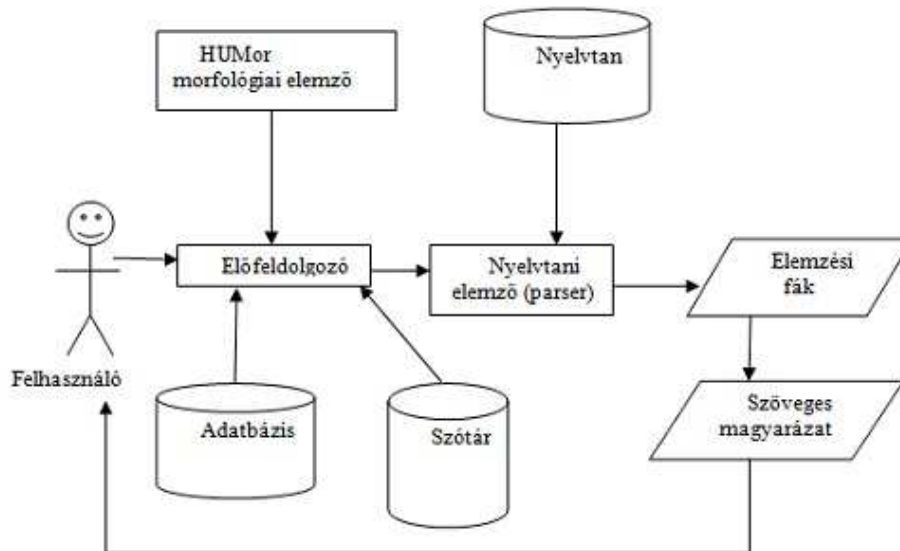 HUMor
morfológiai elemző
Nyelvtan
Előfeldolgozó
Nyelvtani
elemző (parser)
Elemzési
fák
Felhasználó
Adatbázis
Szótár
Szöveges
magyarázat